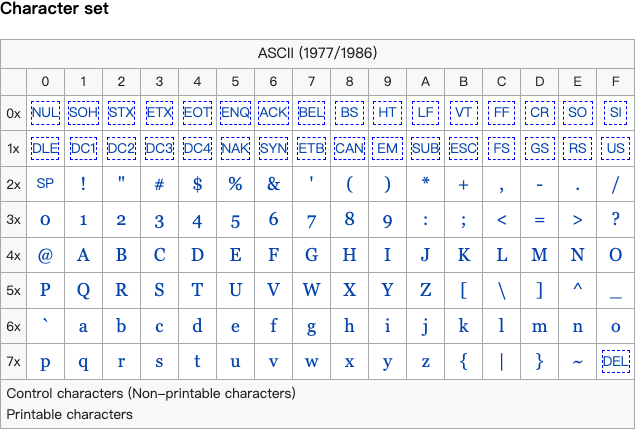 Character set
ASCII (1977/1986)
0 1 2 3 4 5 6 7 8 9 A B C D E F
0x NUL SOH STX ETX EOT ENQ ACK BEL BS HT LF VT FF CR SO SI
1x DLE DC1 DC2 DC3 DC4 NAK SYN ETB CAN EM SUB ESC FS GS RS US
2x SP ! " # $ % & ' ( ) * + , - . /
3x 0 1 2 3 4 5 6 7 8 9 : ; < = > ?
4x @ A B C D E F G H I J K L M N O
5x P Q R S T U V W X Y Z [ \ ] ^ _
6x ` a b c d e f g h i j k l m n o
7x p q r s t u v w x y z { | } ~ DEL
Control characters (Non–printable characters)
Printable characters